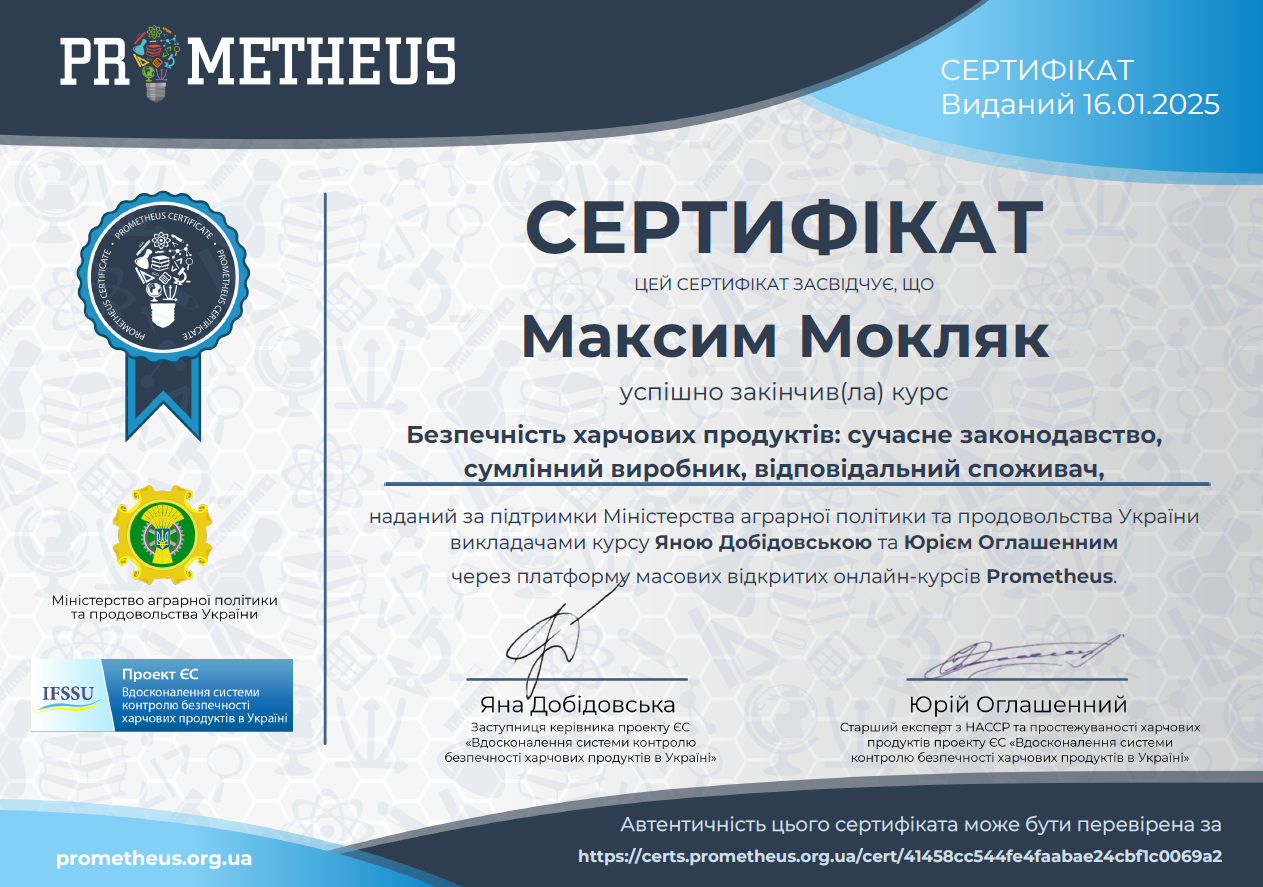 PROMETHEUS
СЕРТИФІКАТ
Виданий 16.01.2025
PROMETHEUS CERTIFICATE • PROMETHEUS CERTIFICATE • PROMETHEUS CERTIFICATE •
СЕРТИФІКАТ
ЦЕЙ СЕРТИФІКАТ ЗАСВІДЧУЄ, ЩО
Максим Мокляк
успішно закінчив(ла) курс
Безпечність харчових продуктів: сучасне законодавство,
сумлінний виробник, відповідальний споживач,
наданий за підтримки Міністерства аграрної політики та продовольства України
викладачами курсу Яною Добідовською та Юрієм Оглашенним
через платформу масових відкритих онлайн-курсів Prometheus.
Міністерство аграрної політики
та продовольства України
IFSSU
Проект ЄС
Вдосконалення системи
контролю безпечності
харчових продуктів в Україні
Яна Добідовська
Заступниця керівника проекту ЄС
«Вдосконалення системи контролю
безпечності харчових продуктів в Україні»
Юрій Оглашенний
Старший експерт з НАССР та простежуваності харчових
продуктів проекту ЄС «Вдосконалення системи
контролю безпечності харчових продуктів в Україні»
Автентичність цього сертифіката може бути перевірена за
https://certs.prometheus.org.ua/cert/41458cc544fe4faabae24cbf1c0069a2
prometheus.org.ua